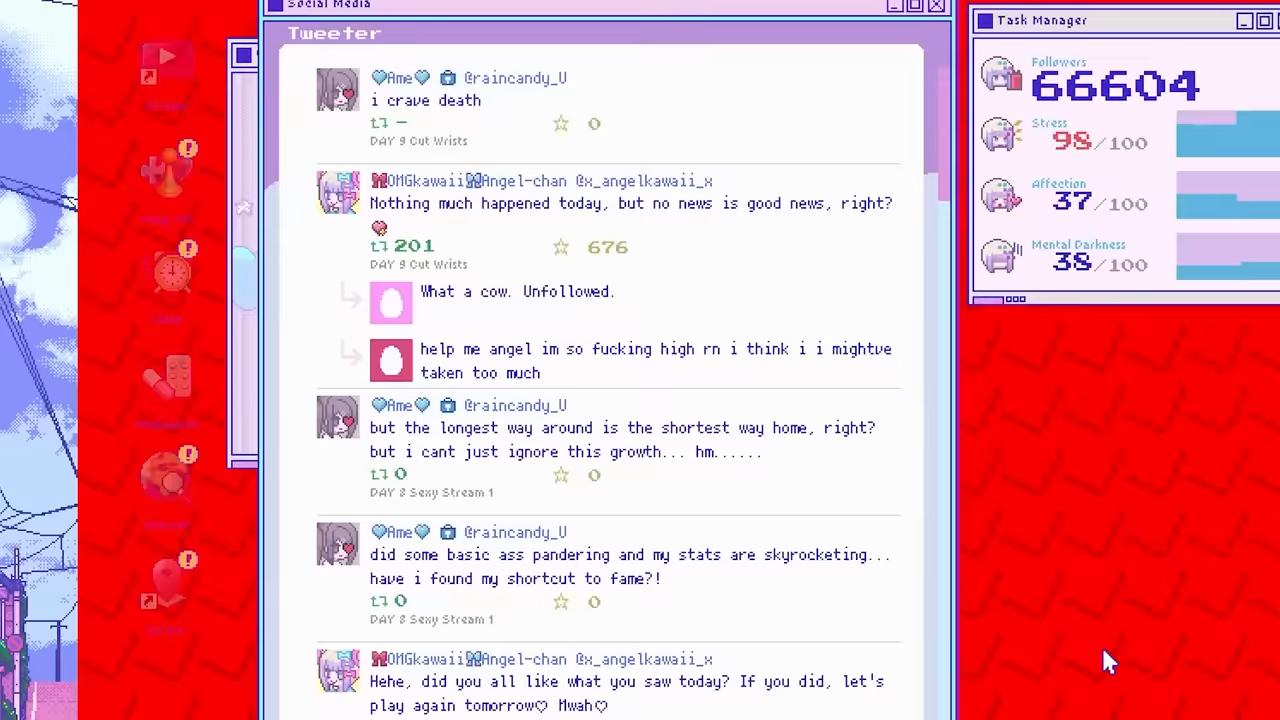 Social Media
Tweeter
Ame @raincandy_U
i crave death
-
0
DAY 9 Cut Wrists
OMGkawaiiAngel-chan @x_angelkawaii_x
Nothing much happened today, but no news is good news, right?
201
676
DAY 9 Cut Wrists
What a cow. Unfollowed.
help me angel im so fucking high rn i think i i mightve
taken too much
Ame @raincandy_U
but the longest way around is the shortest way home, right?
but i cant just ignore this growth... hm......
0
0
DAY 8 Sexy Stream 1
Ame @raincandy_U
did some basic ass pandering and my stats are skyrocketing...
have i found my shortcut to fame?!
0
0
DAY 8 Sexy Stream 1
OMGkawaiiAngel-chan @x_angelkawaii_x
Hehe, did you all like what you saw today? If you did, let's
play again tomorrow♡ Mwah♡
Task Manager
Followers
66604
Stress
98/100
Affection
37/100
Mental Darkness
38/100